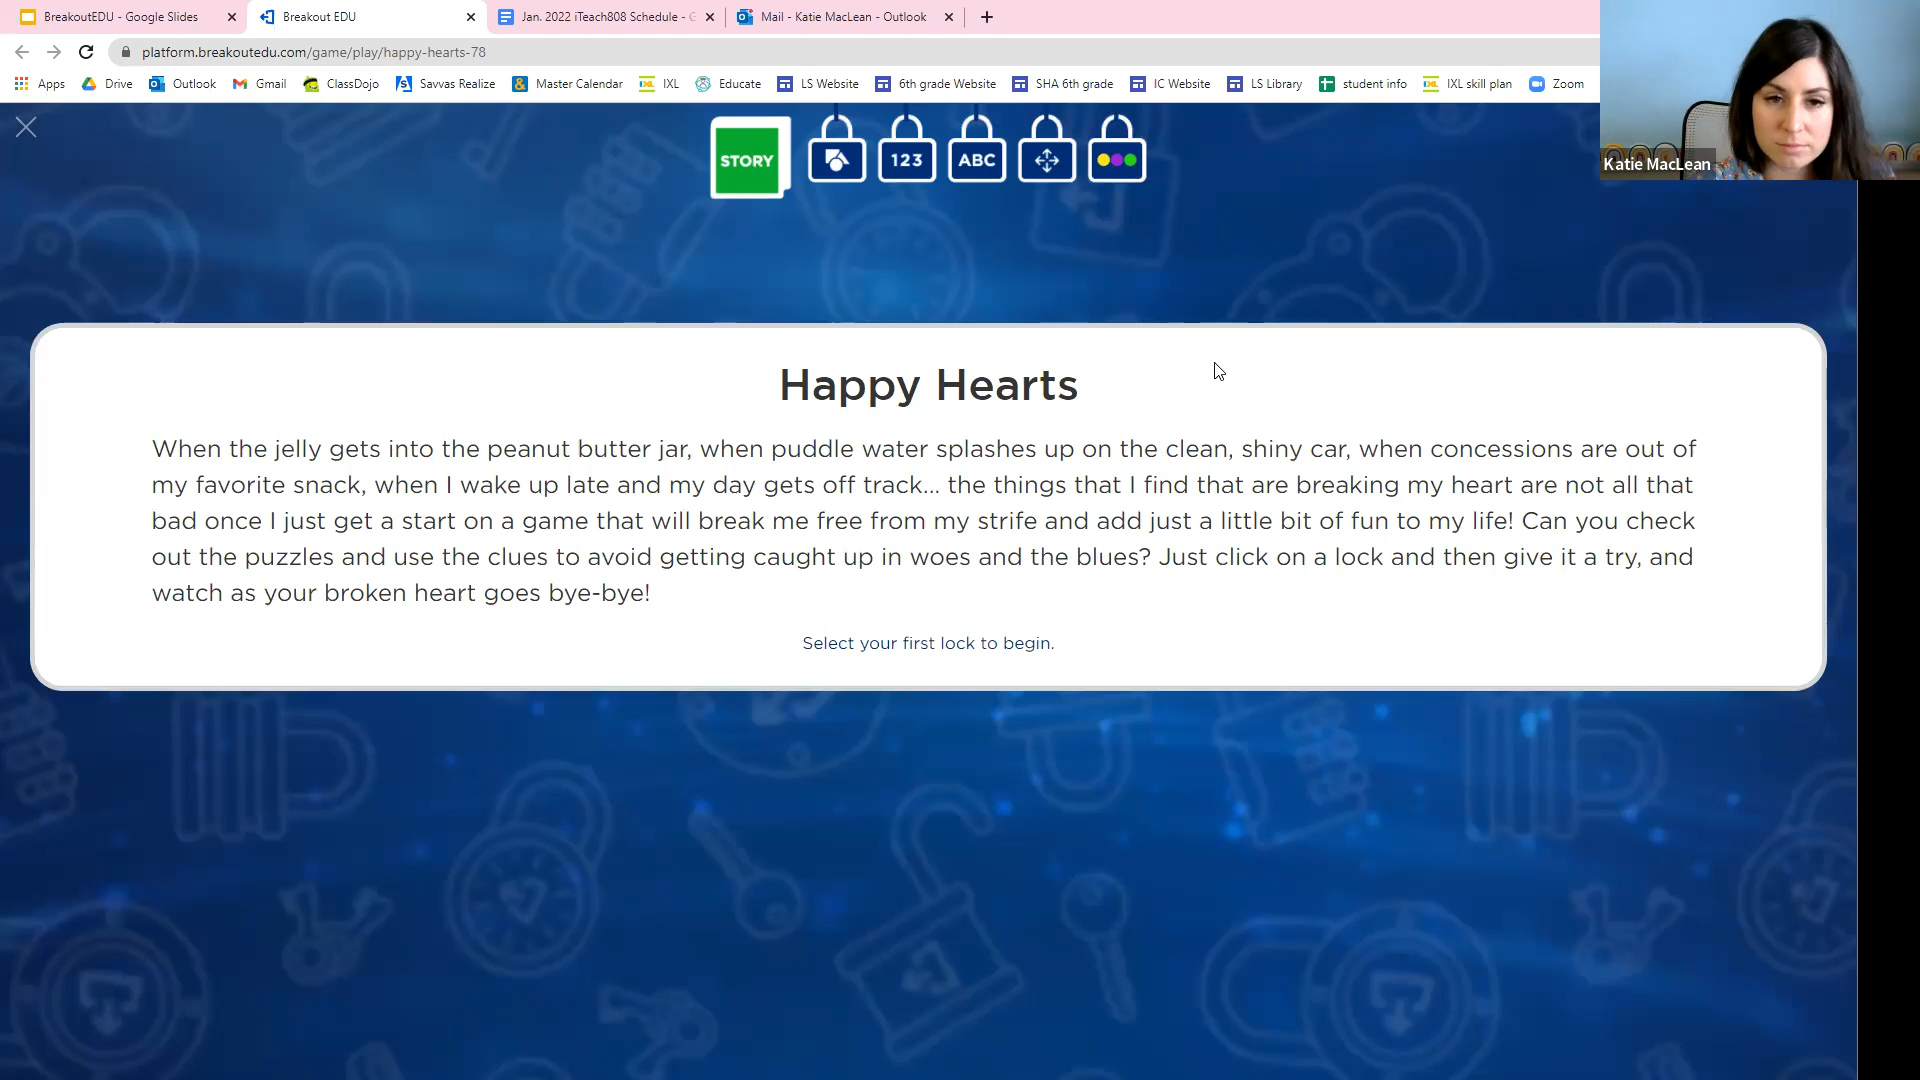 BreakoutEDU - Google Slides
Breakout EDU
Jan. 2022 iTeach808 Schedule - G
Mail - Katie MacLean - Outlook
platform.breakoutedu.com/game/play/happy-hearts-78
Apps Drive Outlook Gmail ClassDojo Savvas Realize Master Calendar IXL Educate LS Website 6th grade Website SHA 6th grade IC Website LS Library student info IXL skill plan Zoom
Katie MacLean
STORY 123 ABC
Happy Hearts
When the jelly gets into the peanut butter jar, when puddle water splashes up on the clean, shiny car, when concessions are out of
my favorite snack, when I wake up late and my day gets off track... the things that I find that are breaking my heart are not all that
bad once I just get a start on a game that will break me free from my strife and add just a little bit of fun to my life! Can you check
out the puzzles and use the clues to avoid getting caught up in woes and the blues? Just click on a lock and then give it a try, and
watch as your broken heart goes bye-bye!
Select your first lock to begin.